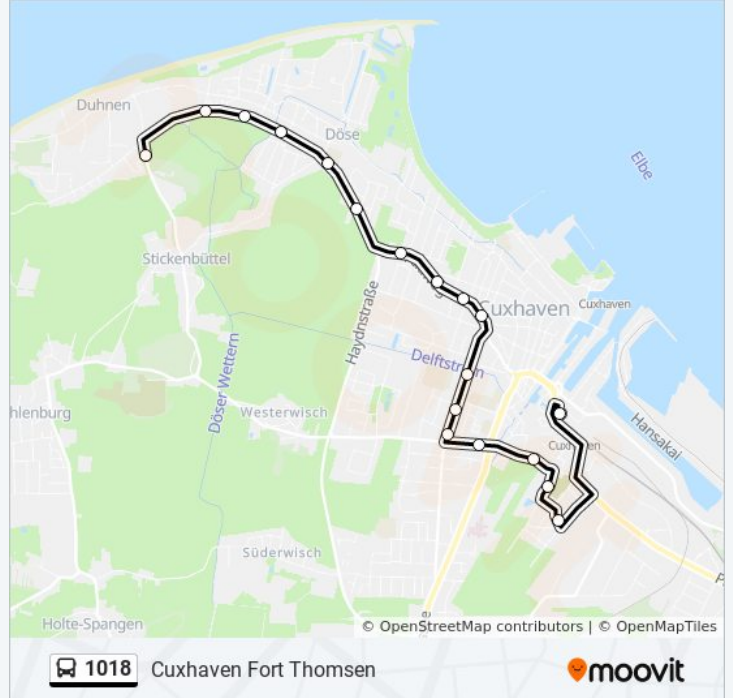 Duhnen
Döse
Elbe
Stickenbüttel
Cuxhaven
Cuxhaven
Haydnstraße
Delftstrom
Döser Wettern
hlenburg
Westerwisch
Hansakai
Süderwisch
Holte-Spangen
© OpenStreetMap contributors | © OpenMapTiles
1018 Cuxhaven Fort Thomsen
moovit